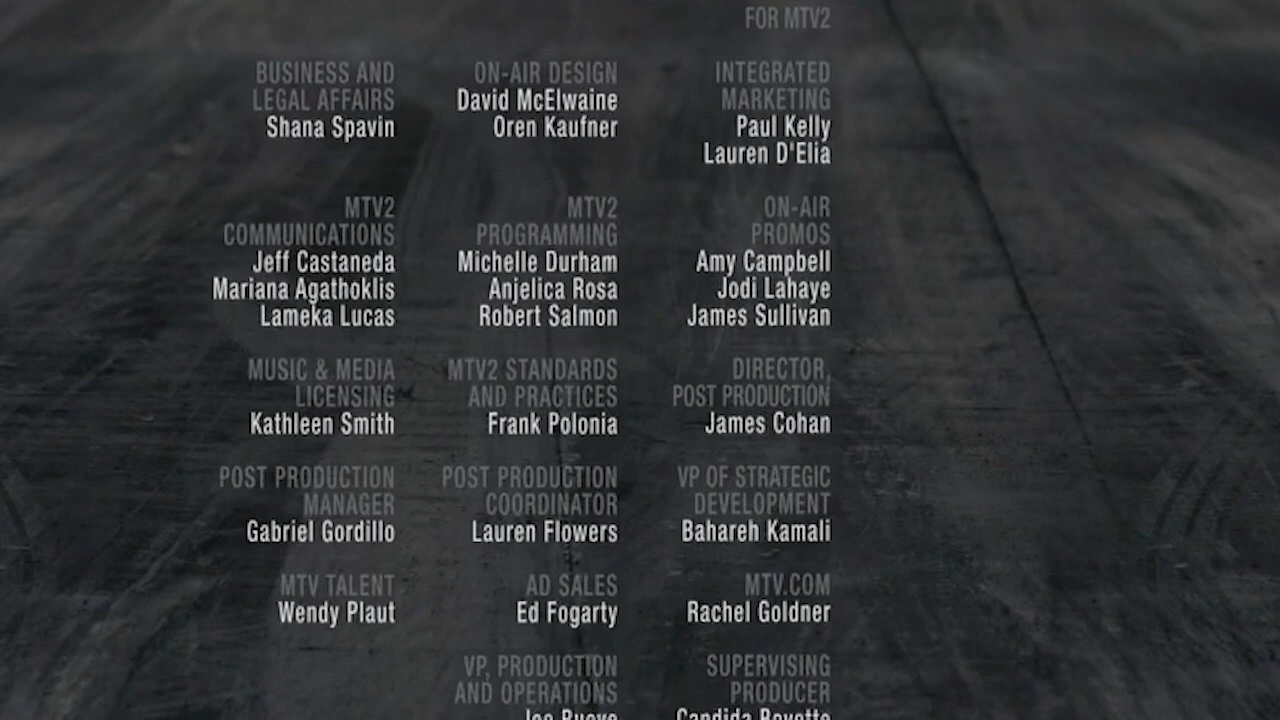 FOR MTV2
BUSINESS AND
LEGAL AFFAIRS
Shana Spavin
ON-AIR DESIGN
David McElwaine
Oren Kaufner
INTEGRATED
MARKETING
Paul Kelly
Lauren D'Elia
MTV2
COMMUNICATIONS
Jeff Castaneda
Mariana Agathoklis
Lameka Lucas
MTV2
PROGRAMMING
Michelle Durham
Anjelica Rosa
Robert Salmon
ON-AIR
PROMOS
Amy Campbell
Jodi Lahaye
James Sullivan
MUSIC & MEDIA
LICENSING
Kathleen Smith
MTV2 STANDARDS
AND PRACTICES
Frank Polonia
DIRECTOR,
POST PRODUCTION
James Cohan
POST PRODUCTION
MANAGER
Gabriel Gordillo
POST PRODUCTION
COORDINATOR
Lauren Flowers
VP OF STRATEGIC
DEVELOPMENT
Bahareh Kamali
MTV TALENT
Wendy Plaut
AD SALES
Ed Fogarty
MTV.COM
Rachel Goldner
VP, PRODUCTION
AND OPERATIONS
SUPERVISING
PRODUCER
Candida